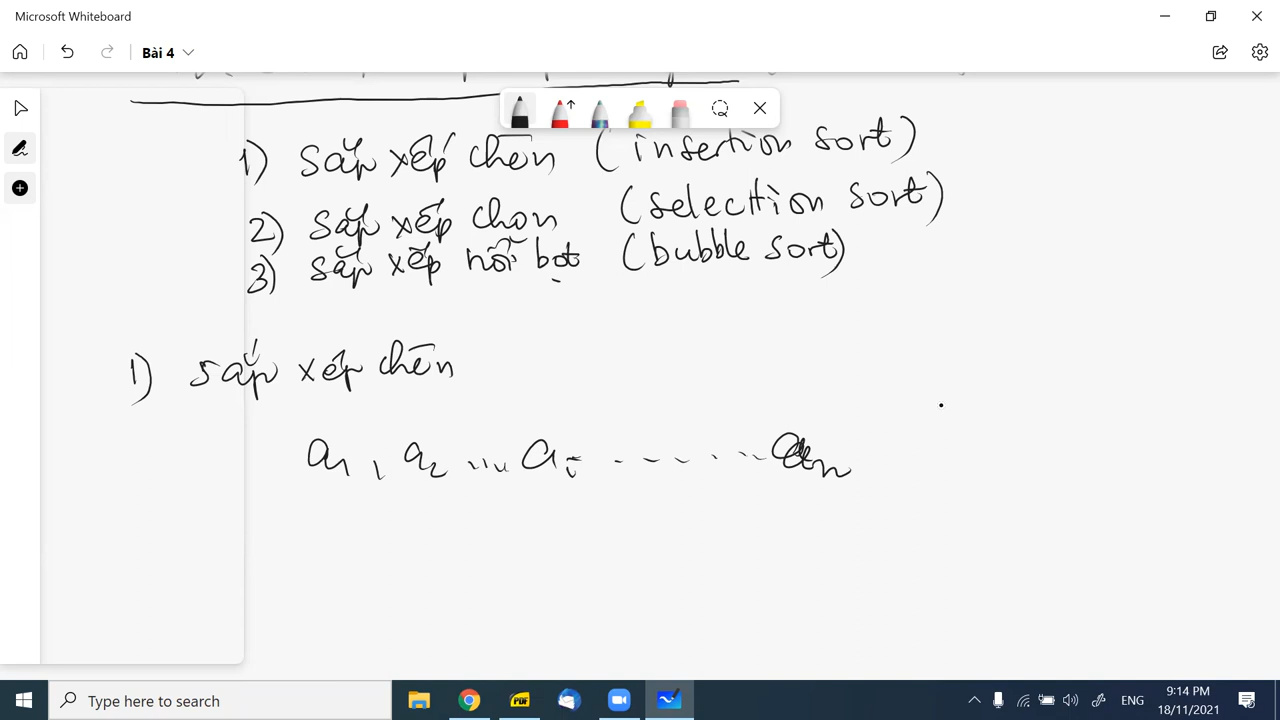 Microsoft Whiteboard
Bài 4
1) sắp xếp chèn (insertion sort)
2) sắp xếp chọn (selection sort)
3) sắp xếp nổi bọt (bubble sort)
1) sắp xếp chèn
a1, a2 ... ai ....... an
Type here to search
PDF
ENG
9:14 PM
18/11/2021